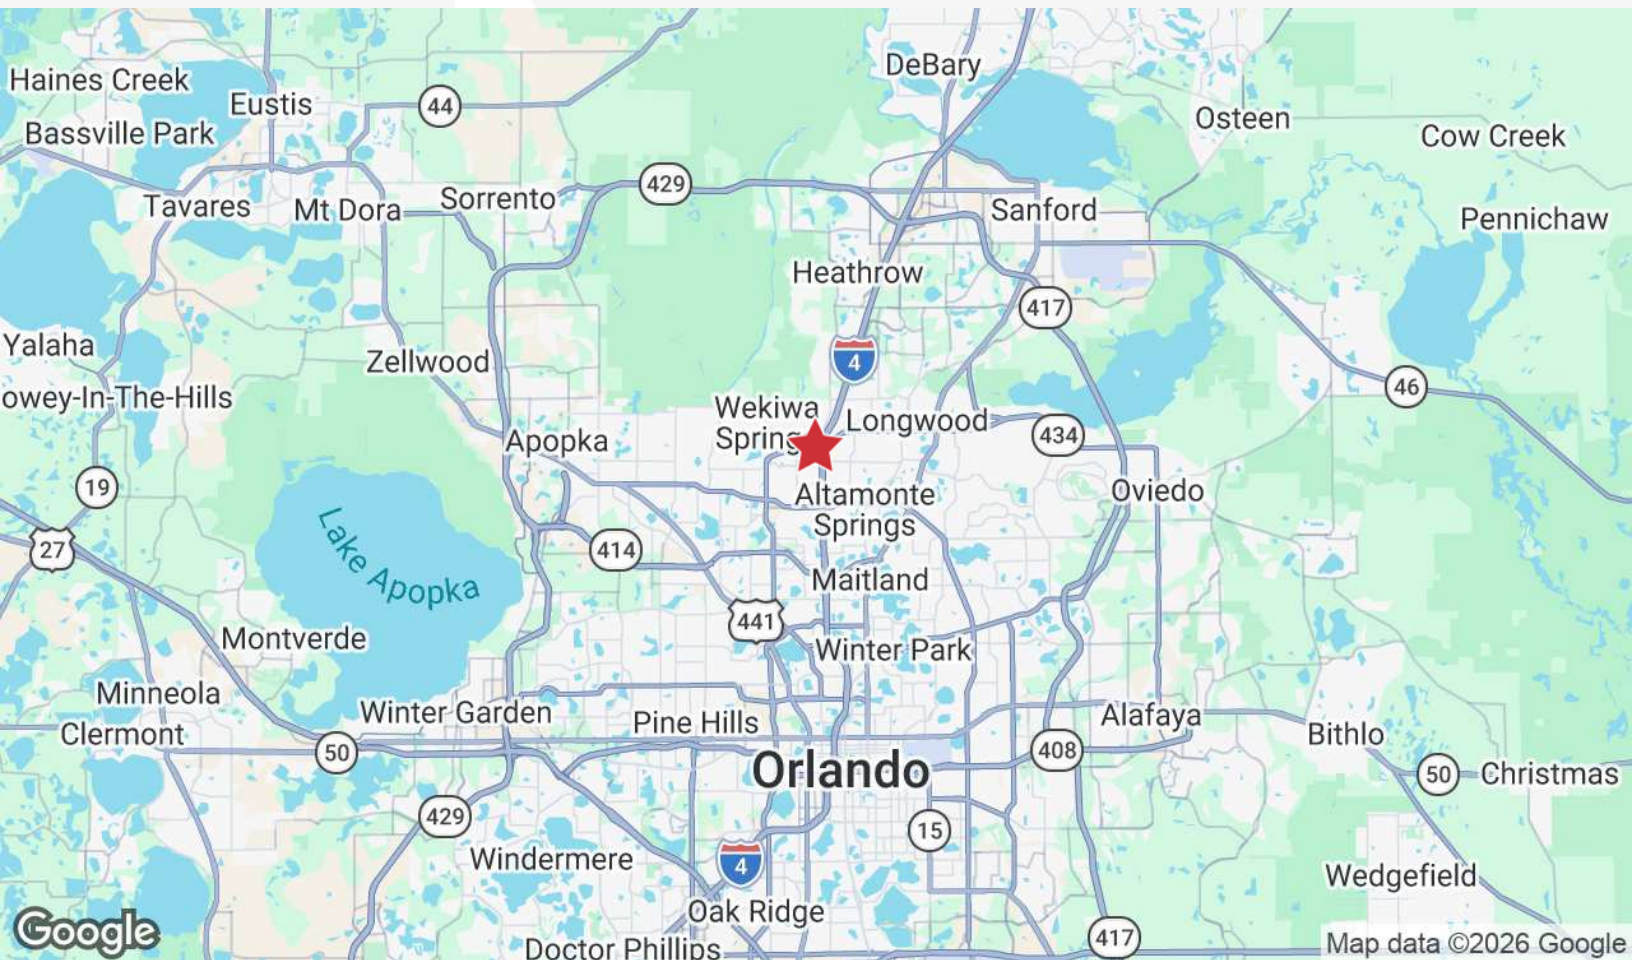 DeBary
Haines Creek
Eustis
44
Osteen
Bassville Park
Cow Creek
429
Tavares
Mt Dora
Sorrento
Sanford
Pennichaw
Heathrow
417
Yalaha
Zellwood
4
46
owey-In-The-Hills
Wekiwa
Springs
Longwood
434
Apopka
19
Altamonte
Springs
Oviedo
27
Lake Apopka
414
Maitland
441
Montverde
Winter Park
Minneola
Winter Garden
Pine Hills
Alafaya
Clermont
Bithlo
50
Orlando
408
50
Christmas
429
15
Windermere
4
Wedgefield
Oak Ridge
Google
Doctor Phillips
417
Map data ©2026 Google